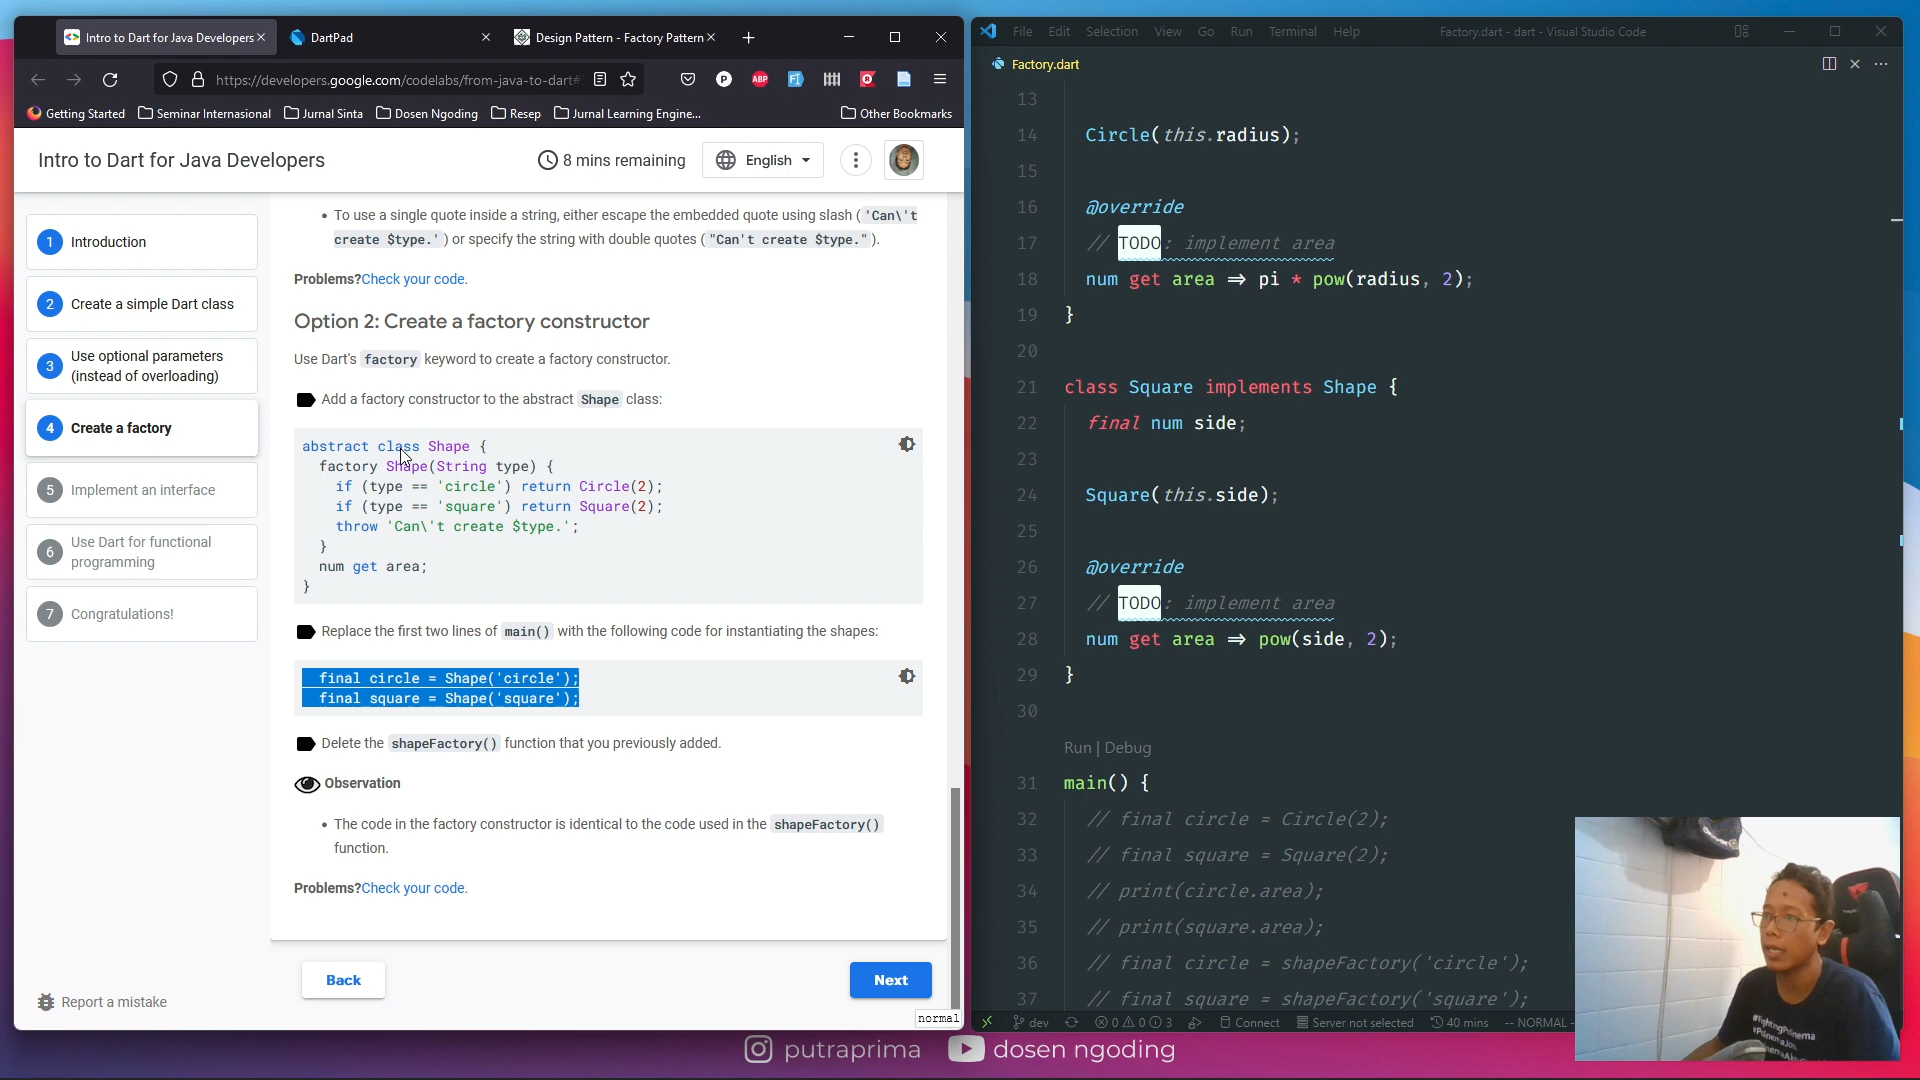 Intro to Dart for Java Developers
DartPad
Design Pattern - Factory Pattern
https://developers.google.com/codelabs/from-java-to-dart#
Getting Started
Seminar Internasional
Jurnal Sinta
Dosen Ngoding
Resep
Jurnal Learning Engine...
Other Bookmarks
Intro to Dart for Java Developers
8 mins remaining
English
1 Introduction
2 Create a simple Dart class
3 Use optional parameters
(instead of overloading)
4 Create a factory
5 Implement an interface
6 Use Dart for functional
programming
7 Congratulations!
Report a mistake
• To use a single quote inside a string, either escape the embedded quote using slash ('Can\'t
create $type.') or specify the string with double quotes ("Can't create $type.").
Problems?Check your code.
Option 2: Create a factory constructor
Use Dart's factory keyword to create a factory constructor.
Add a factory constructor to the abstract Shape class:
abstract class Shape {
factory Shape(String type) {
if (type == 'circle') return Circle(2);
if (type == 'square') return Square(2);
throw 'Can\'t create $type.';
}
num get area;
}
Replace the first two lines of main() with the following code for instantiating the shapes:
final circle = Shape('circle');
final square = Shape('square');
Delete the shapeFactory() function that you previously added.
Observation
• The code in the factory constructor is identical to the code used in the shapeFactory()
function.
Problems?Check your code.
Back
Next
normal
File Edit Selection View Go Run Terminal Help
Factory.dart - dart - Visual Studio Code
Factory.dart
13
14 Circle(this.radius);
15
16 @override
17 // TODO: implement area
18 num get area => pi * pow(radius, 2);
19 }
20
21 class Square implements Shape {
22 final num side;
23
24 Square(this.side);
25
26 @override
27 // TODO: implement area
28 num get area => pow(side, 2);
29 }
30
Run | Debug
31 main() {
32 // final circle = Circle(2);
33 // final square = Square(2);
34 // print(circle.area);
35 // print(square.area);
36 // final circle = shapeFactory('circle');
37 // final square = shapeFactory('square');
dev
0 0 3
Connect
Server not selected
40 mins
-- NORMAL -
putraprima
dosen ngoding